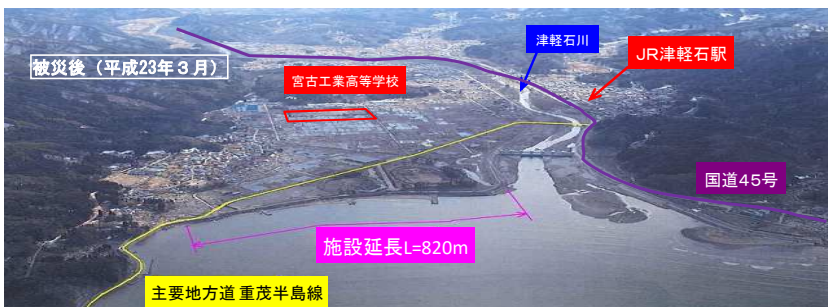 被災後（平成23年３月）
津軽石川
JR津軽石駅
宮古工業高等学校
国道45号
施設延長L=820m
主要地方道 重茂半島線